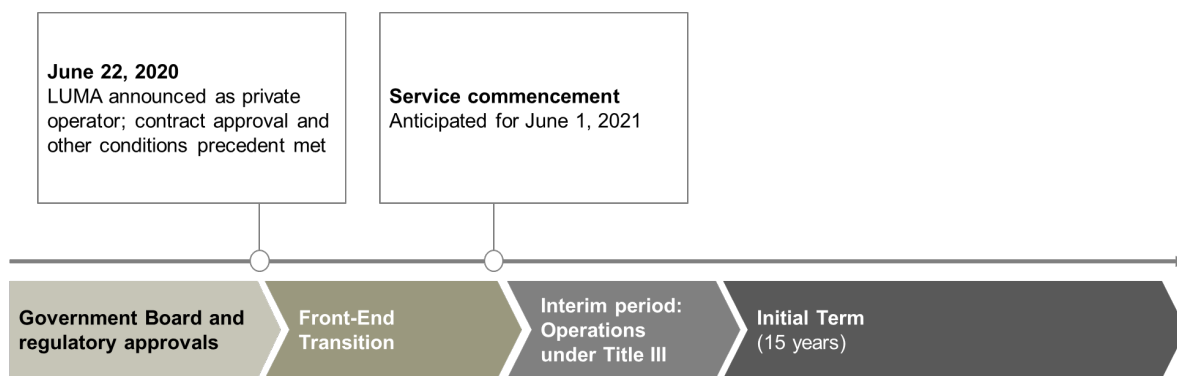 June 22, 2020
LUMA announced as private
operator; contract approval and
other conditions precedent met
Service commencement
Anticipated for June 1, 2021
Government Board and
regulatory approvals
Front-End
Transition
Interim period:
Operations
under Title III
Initial Term
(15 years)